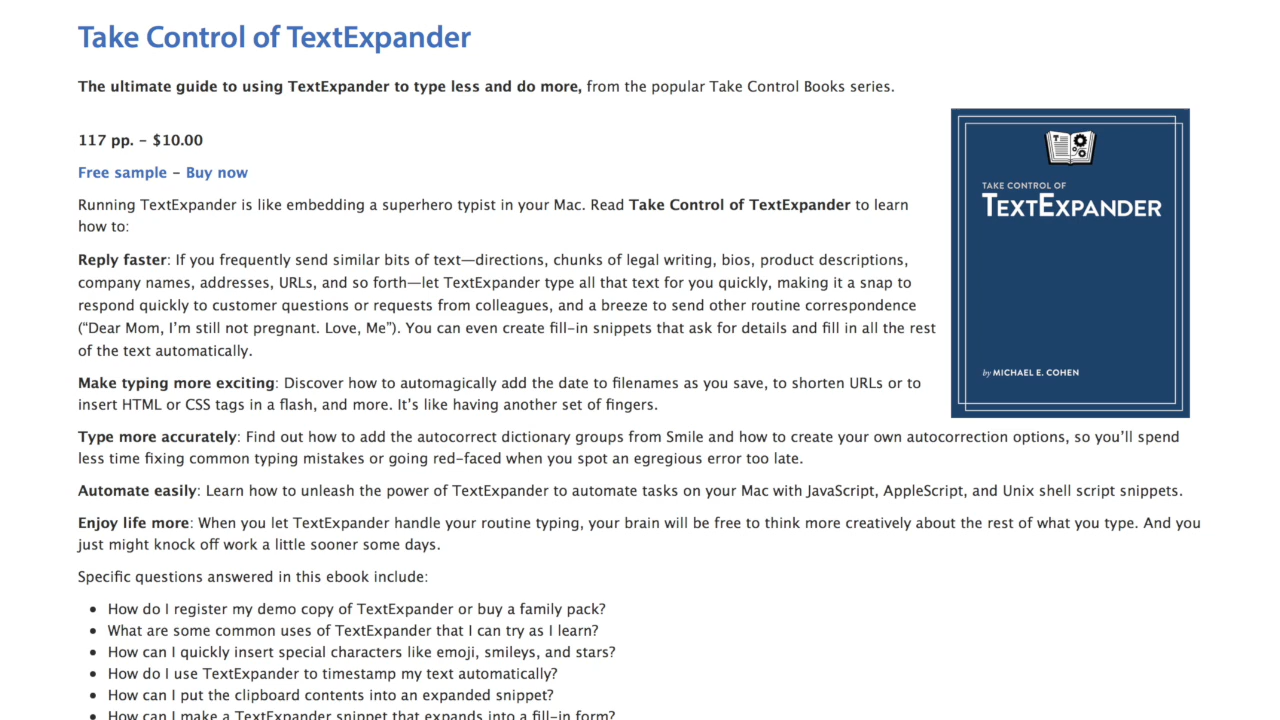 Take Control of TextExpander
The ultimate guide to using TextExpander to type less and do more, from the popular Take Control Books series.
117 pp. – $10.00
Free sample – Buy now
Running TextExpander is like embedding a superhero typist in your Mac. Read Take Control of TextExpander to learn
how to:
Reply faster: If you frequently send similar bits of text—directions, chunks of legal writing, bios, product descriptions,
company names, addresses, URLs, and so forth—let TextExpander type all that text for you quickly, making it a snap to
respond quickly to customer questions or requests from colleagues, and a breeze to send other routine correspondence
(“Dear Mom, I’m still not pregnant. Love, Me”). You can even create fill-in snippets that ask for details and fill in all the rest
of the text automatically.
Make typing more exciting: Discover how to automagically add the date to filenames as you save, to shorten URLs or to
insert HTML or CSS tags in a flash, and more. It’s like having another set of fingers.
TAKE CONTROL OF
TEXTEXPANDER
by MICHAEL E. COHEN
Type more accurately: Find out how to add the autocorrect dictionary groups from Smile and how to create your own autocorrection options, so you’ll spend
less time fixing common typing mistakes or going red-faced when you spot an egregious error too late.
Automate easily: Learn how to unleash the power of TextExpander to automate tasks on your Mac with JavaScript, AppleScript, and Unix shell script snippets.
Enjoy life more: When you let TextExpander handle your routine typing, your brain will be free to think more creatively about the rest of what you type. And you
just might knock off work a little sooner some days.
Specific questions answered in this ebook include:
• How do I register my demo copy of TextExpander or buy a family pack?
• What are some common uses of TextExpander that I can try as I learn?
• How can I quickly insert special characters like emoji, smileys, and stars?
• How do I use TextExpander to timestamp my text automatically?
• How can I put the clipboard contents into an expanded snippet?
• How can I make a TextExpander snippet that expands into a fill-in form?